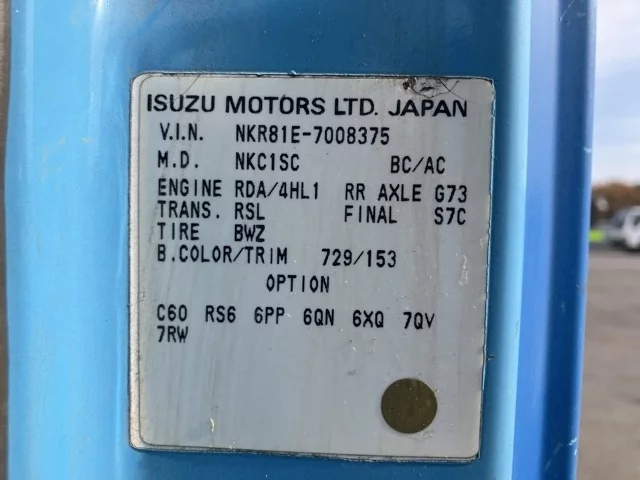 ISUZU MOTORS LTD. JAPAN
V.I.N. NKR81E-7008375
M.D. NKC1SC BC/AC
ENGINE RDA/4HL1 RR AXLE G73
TRANS. RSL FINAL S7C
TIRE BWZ
B.COLOR/TRIM 729/153
OPTION
C60 RS6 6PP 6QN 6XQ 7QV
7RW